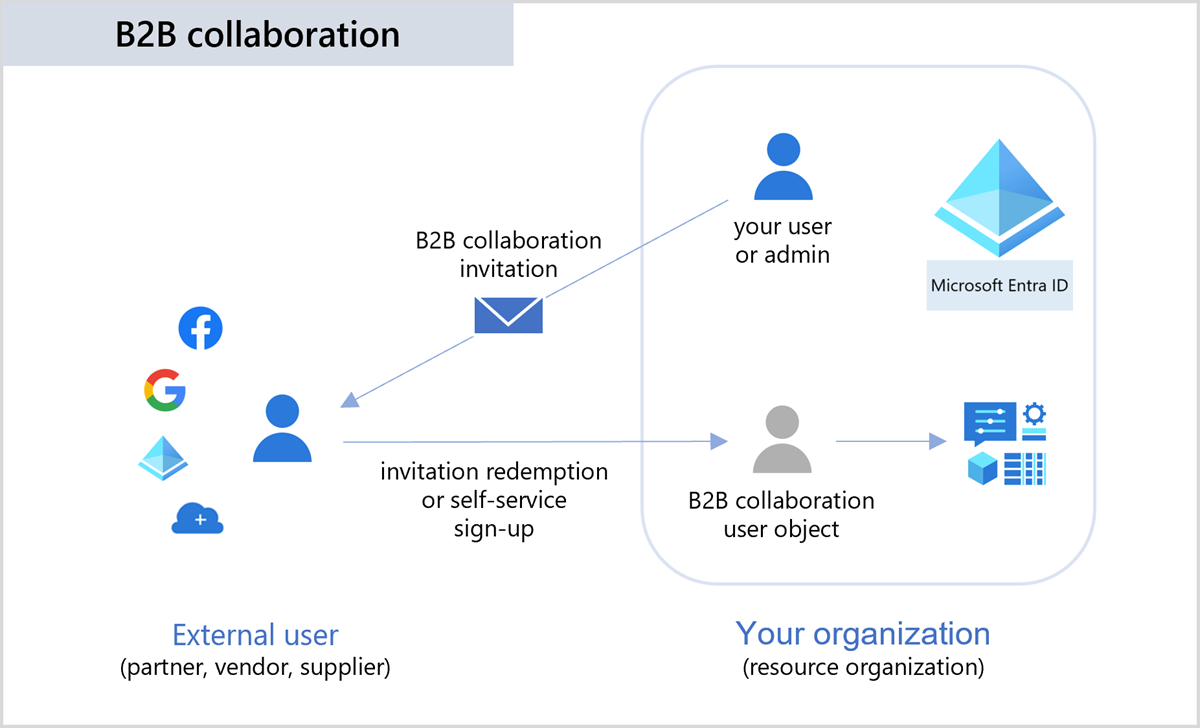 B2B collaboration
your user
or admin
Microsoft Entra ID
B2B collaboration
invitation
invitation redemption
or self-service
sign-up
B2B collaboration
user object
External user
(partner, vendor, supplier)
Your organization
(resource organization)